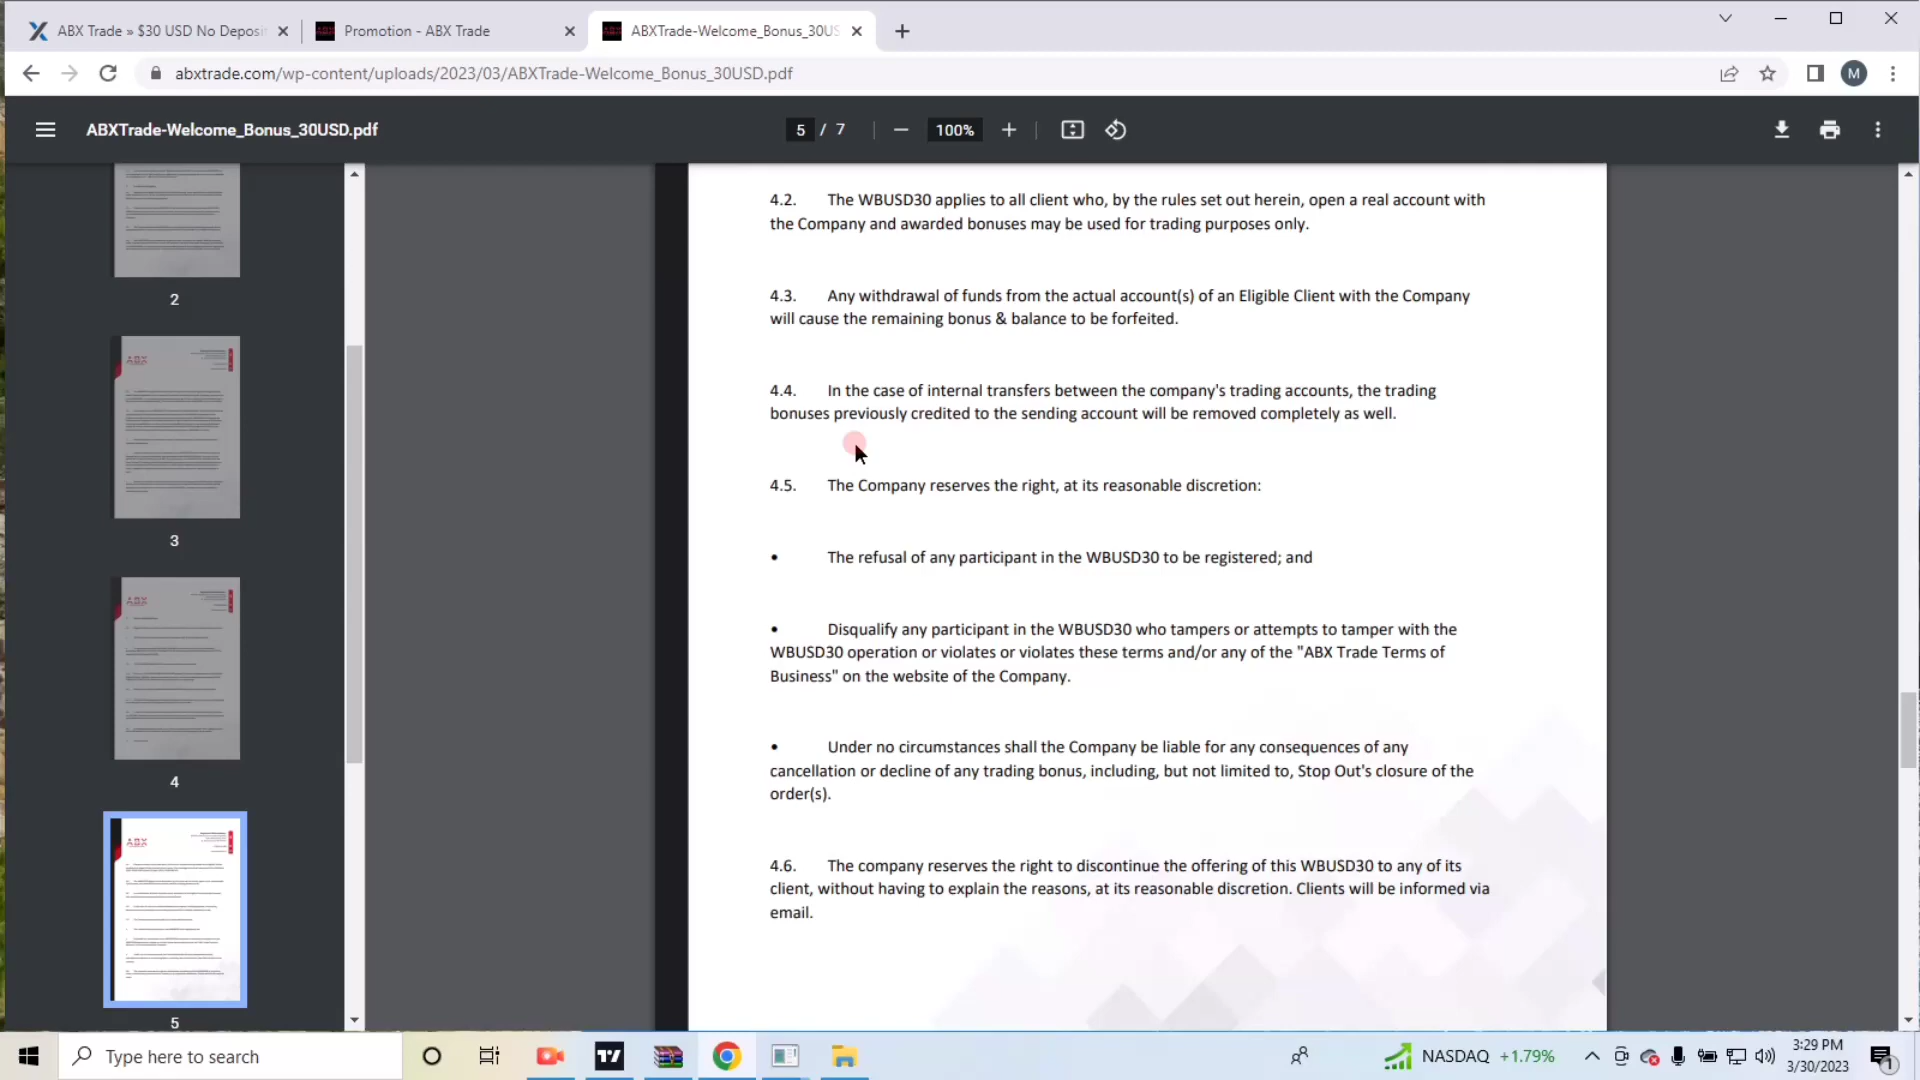 ABX Trade » $30 USD No Deposi
Promotion - ABX Trade
ABXTrade-Welcome_Bonus_30US
abxtrade.com/wp-content/uploads/2023/03/ABXTrade-Welcome_Bonus_30USD.pdf
M
ABXTrade-Welcome_Bonus_30USD.pdf
5 / 7
100%
2
3
4
5
4.2. The WBUSD30 applies to all client who, by the rules set out herein, open a real account with
the Company and awarded bonuses may be used for trading purposes only.
4.3. Any withdrawal of funds from the actual account(s) of an Eligible Client with the Company
will cause the remaining bonus & balance to be forfeited.
4.4. In the case of internal transfers between the company's trading accounts, the trading
bonuses previously credited to the sending account will be removed completely as well.
4.5. The Company reserves the right, at its reasonable discretion:
• The refusal of any participant in the WBUSD30 to be registered; and
• Disqualify any participant in the WBUSD30 who tampers or attempts to tamper with the
WBUSD30 operation or violates or violates these terms and/or any of the "ABX Trade Terms of
Business" on the website of the Company.
• Under no circumstances shall the Company be liable for any consequences of any
cancellation or decline of any trading bonus, including, but not limited to, Stop Out's closure of the
order(s).
4.6. The company reserves the right to discontinue the offering of this WBUSD30 to any of its
client, without having to explain the reasons, at its reasonable discretion. Clients will be informed via
email.
Type here to search
NASDAQ +1.79%
3:29 PM
3/30/2023
1